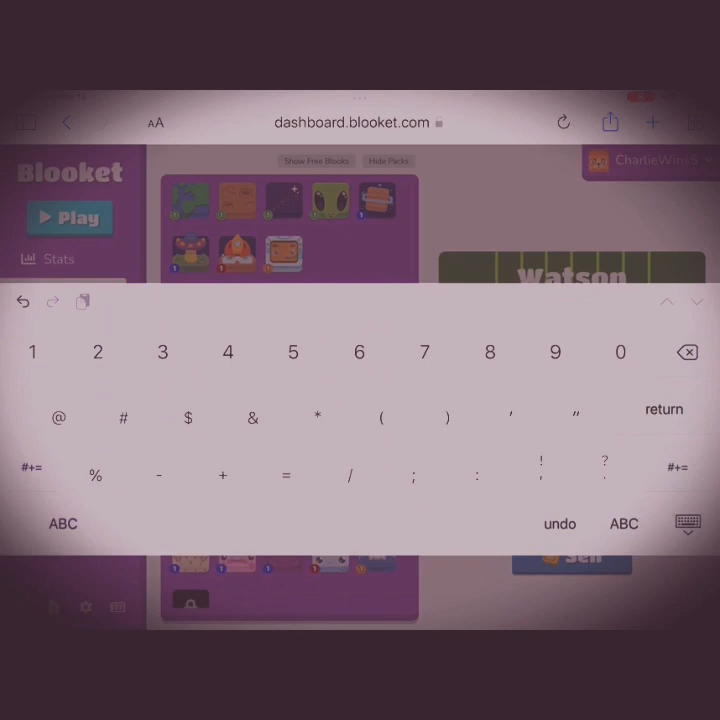 AA dashboard.blooket.com
Show Free Blooks Hide Packs
CharlieWins5
Blooket
Play
Stats
Watson
1 2 3 4 5 6 7 8 9 0
@ # $ & * ( ) ' " return
#+= % - + = / ; : ! , ? . #+=
ABC undo ABC
Sell